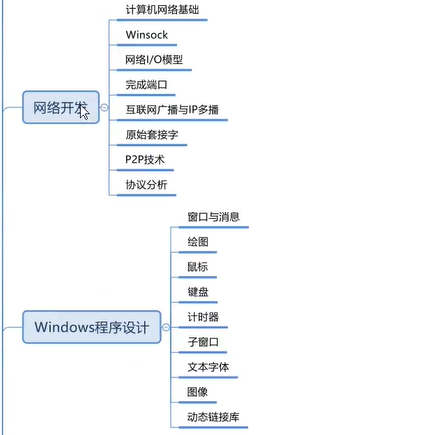 计算机网络基础
Winsock
网络I/O模型
完成端口
网络开发
互联网广播与IP多播
原始套接字
P2P技术
协议分析
窗口与消息
绘图
鼠标
键盘
计时器
Windows程序设计
子窗口
文本字体
图像
动态链接库